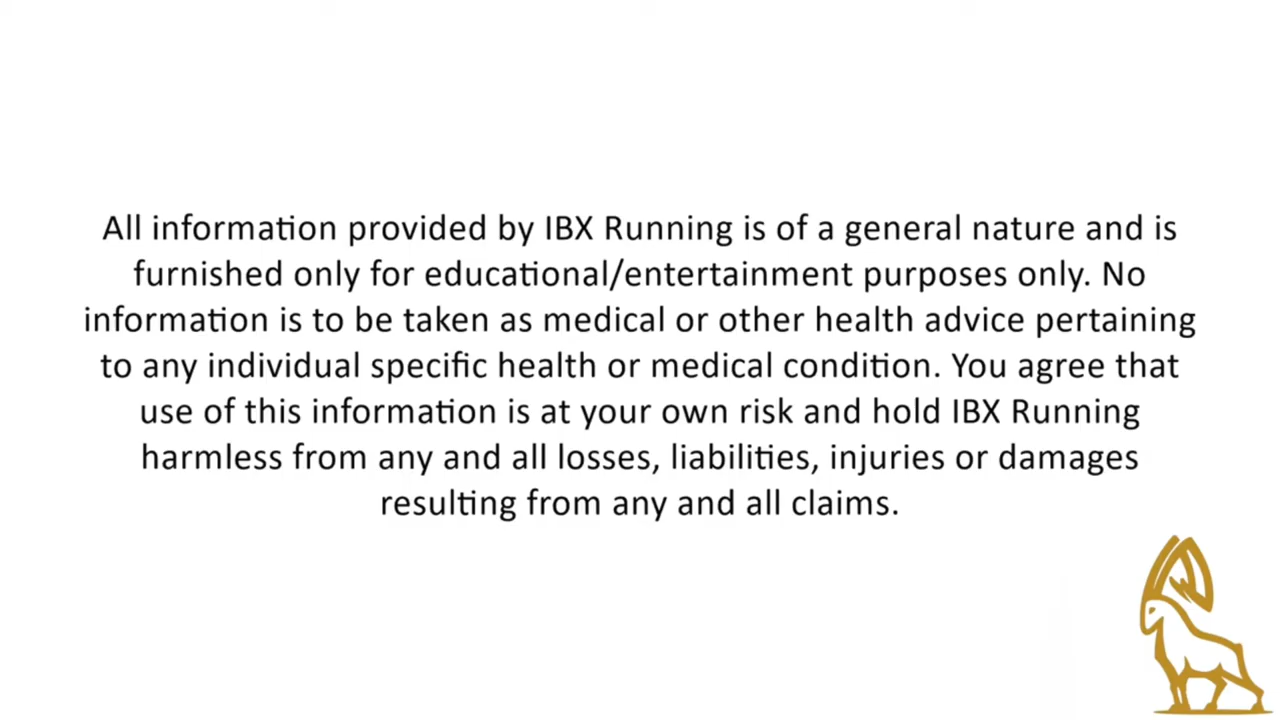 All information provided by IBX Running is of a general nature and is
furnished only for educational/entertainment purposes only. No
information is to be taken as medical or other health advice pertaining
to any individual specific health or medical condition. You agree that
use of this information is at your own risk and hold IBX Running
harmless from any and all losses, liabilities, injuries or damages
resulting from any and all claims.